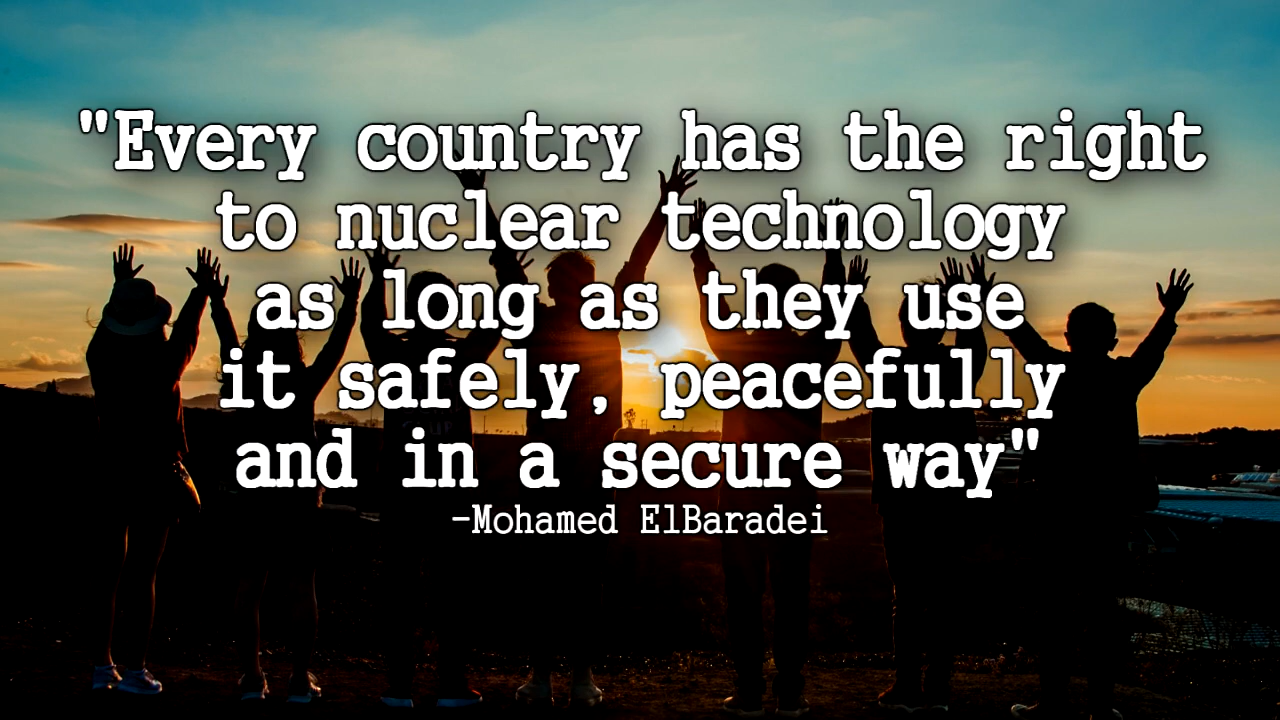 "Every country has the right
to nuclear technology
as long as they use
it safely, peacefully
and in a secure way"
-Mohamed ElBaradei